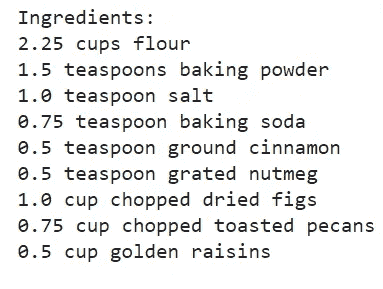 Ingredients:
2.25 cups flour
1.5 teaspoons baking powder
1.0 teaspoon salt
0.75 teaspoon baking soda
0.5 teaspoon ground cinnamon
0.5 teaspoon grated nutmeg
1.0 cup chopped dried figs
0.75 cup chopped toasted pecans
0.5 cup golden raisins